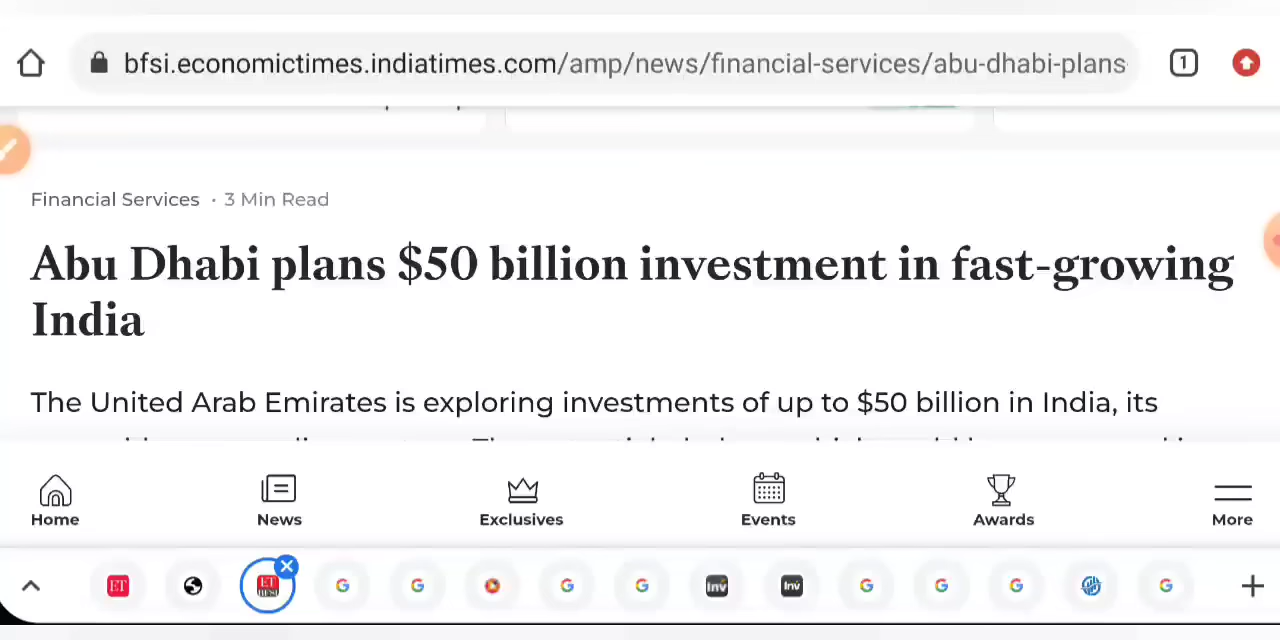 bfsi.economictimes.indiatimes.com/amp/news/financial-services/abu-dhabi-plans
1
Financial Services · 3 Min Read
Abu Dhabi plans $50 billion investment in fast-growing
India
The United Arab Emirates is exploring investments of up to $50 billion in India, its
Home News Exclusives Events Awards More
ET ET BFSI G G G G Inv Inv G G G G